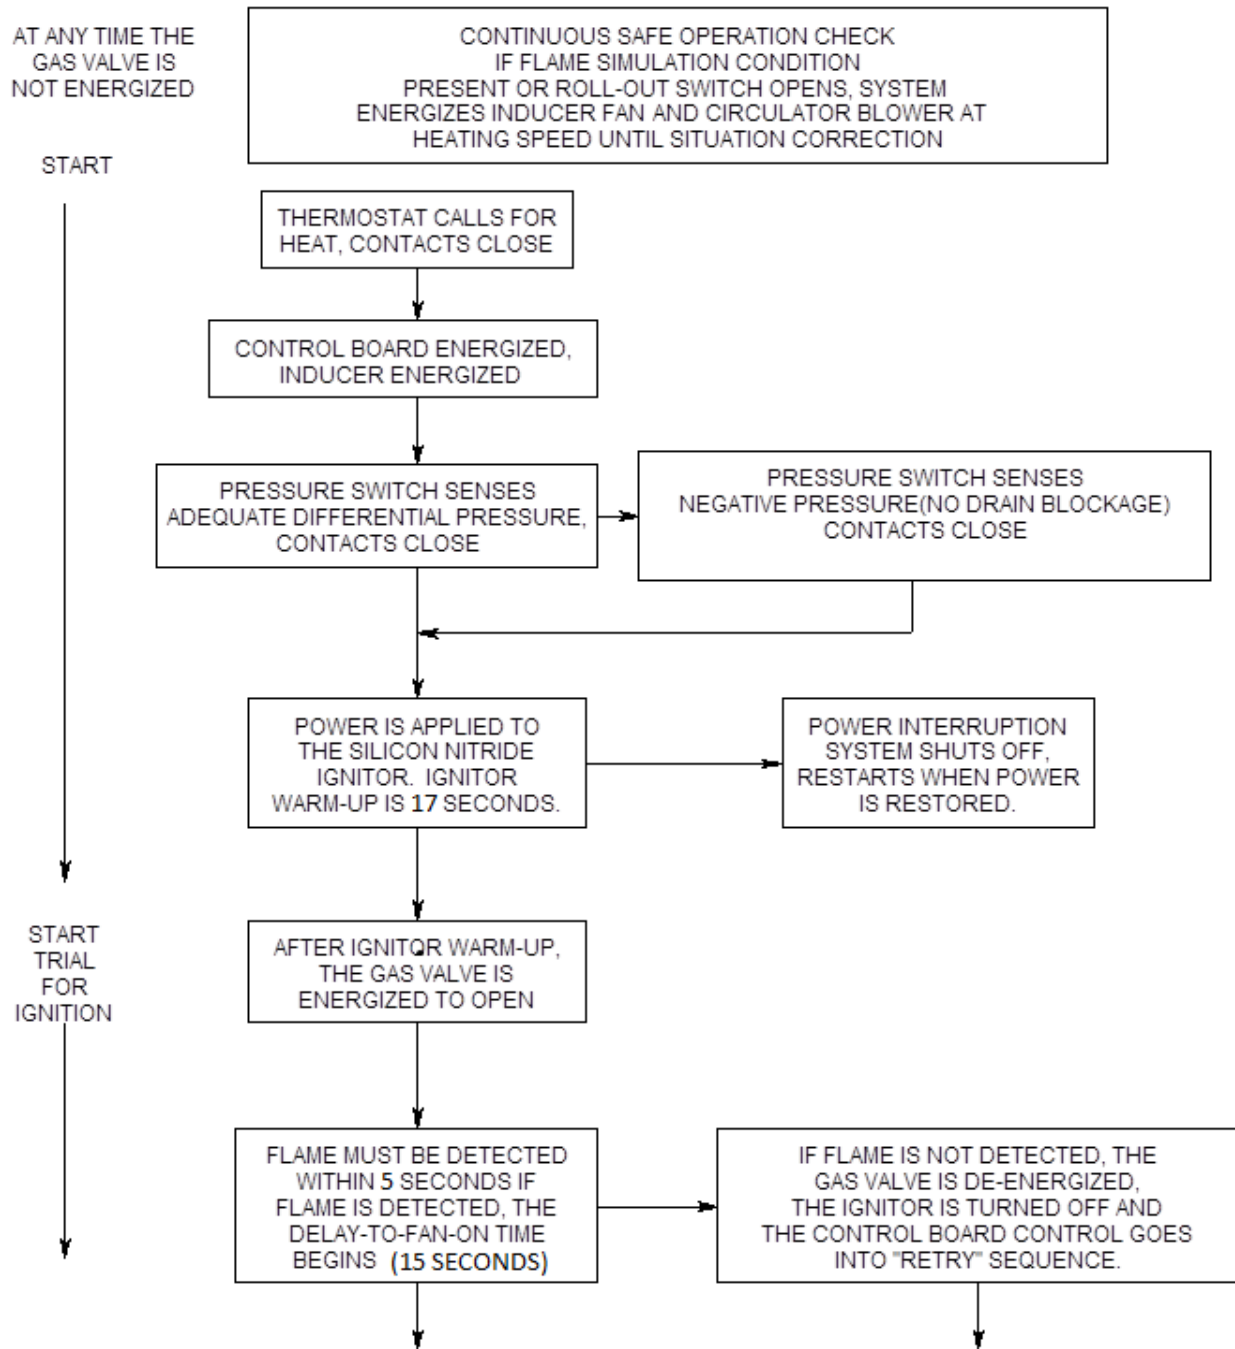 AT ANY TIME THE
GAS VALVE IS
NOT ENERGIZED
CONTINUOUS SAFE OPERATION CHECK
IF FLAME SIMULATION CONDITION
PRESENT OR ROLL-OUT SWITCH OPENS, SYSTEM
ENERGIZES INDUCER FAN AND CIRCULATOR BLOWER AT
HEATING SPEED UNTIL SITUATION CORRECTION
START
THERMOSTAT CALLS FOR
HEAT, CONTACTS CLOSE
CONTROL BOARD ENERGIZED,
INDUCER ENERGIZED
PRESSURE SWITCH SENSES
ADEQUATE DIFFERENTIAL PRESSURE,
CONTACTS CLOSE
PRESSURE SWITCH SENSES
NEGATIVE PRESSURE(NO DRAIN BLOCKAGE)
CONTACTS CLOSE
POWER IS APPLIED TO
THE SILICON NITRIDE
IGNITOR. IGNITOR
WARM-UP IS 17 SECONDS.
POWER INTERRUPTION
SYSTEM SHUTS OFF,
RESTARTS WHEN POWER
IS RESTORED.
START
TRIAL
FOR
IGNITION
AFTER IGNITOR WARM-UP,
THE GAS VALVE IS
ENERGIZED TO OPEN
FLAME MUST BE DETECTED
WITHIN 5 SECONDS IF
FLAME IS DETECTED, THE
DELAY-TO-FAN-ON TIME
BEGINS (15 SECONDS)
IF FLAME IS NOT DETECTED, THE
GAS VALVE IS DE-ENERGIZED,
THE IGNITOR IS TURNED OFF AND
THE CONTROL BOARD CONTROL GOES
INTO "RETRY" SEQUENCE.